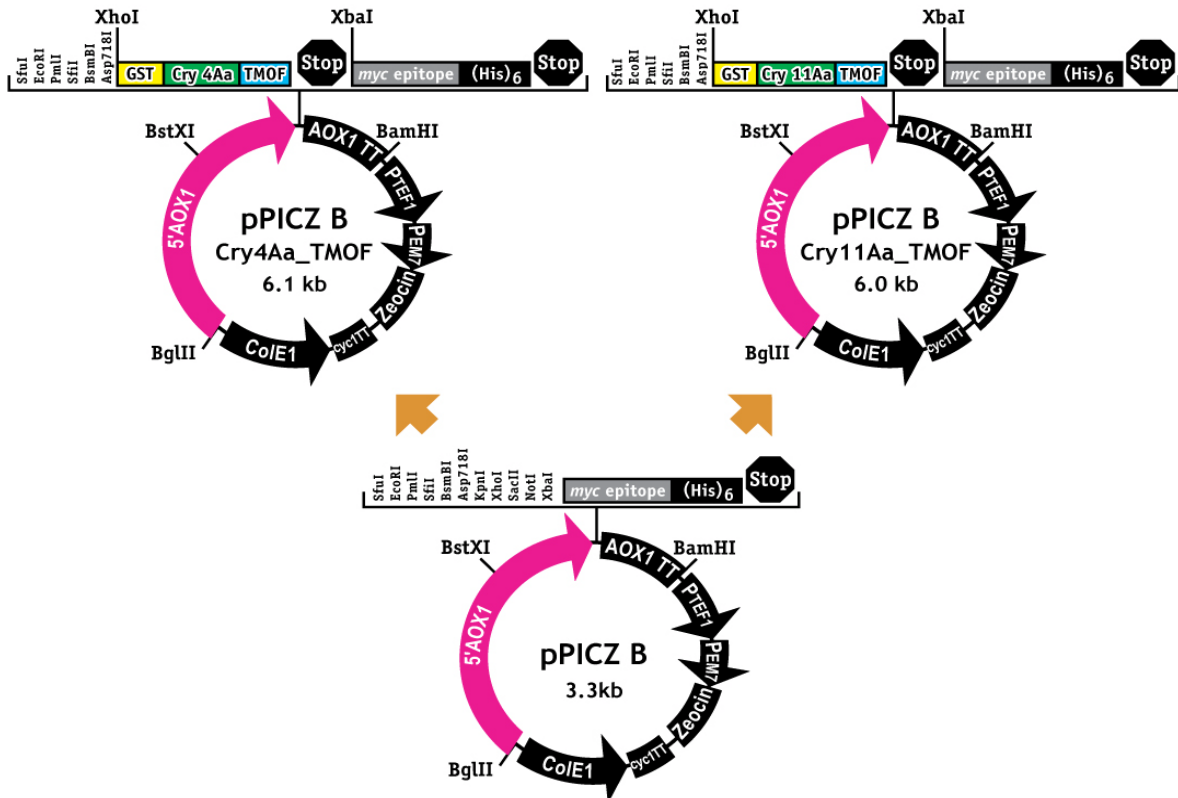 XhoI
XbaI
SfuI
EcoRI
PmlI
SfiI
BsmBI
Asp718I
GST Cry 4Aa TMOF
Stop
myc epitope (His)6
Stop
BstXI
BamHI
5'AOX1
AOX1 TT
PTEF1
PEM7
Zeocin
cyc1TT
ColE1
BglII
pPICZ B
Cry4Aa_TMOF
6.1 kb
XhoI
XbaI
SfuI
EcoRI
PmlI
SfiI
BsmBI
Asp718I
GST Cry 11Aa TMOF
Stop
myc epitope (His)6
Stop
BstXI
BamHI
5'AOX1
AOX1 TT
PTEF1
PEM7
Zeocin
cyc1TT
ColE1
BglII
pPICZ B
Cry11Aa_TMOF
6.0 kb
SfuI
EcoRI
PmlI
SfiI
BsmBI
Asp718I
KpnI
XhoI
SacII
NotI
XbaI
myc epitope (His)6
Stop
BstXI
BamHI
5'AOX1
AOX1 TT
PTEF1
PEM7
Zeocin
cyc1TT
ColE1
BglII
pPICZ B
3.3kb